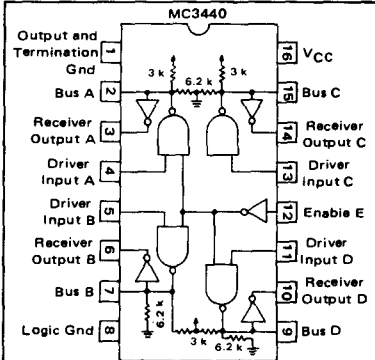 MC3440
Output and
Termination
Gnd
1
16
VCC
3 k
3 k
6.2 k
Bus A
2
15
Bus C
Receiver
Output A
3
14
Receiver
Output C
Driver
Input A
4
13
Driver
Input C
Driver
Input B
5
12
Enable E
Receiver
Output B
6
11
Driver
Input D
Bus B
7
10
Receiver
Output D
6.2 k
3 k
6.2 k
Logic Gnd
8
9
Bus D